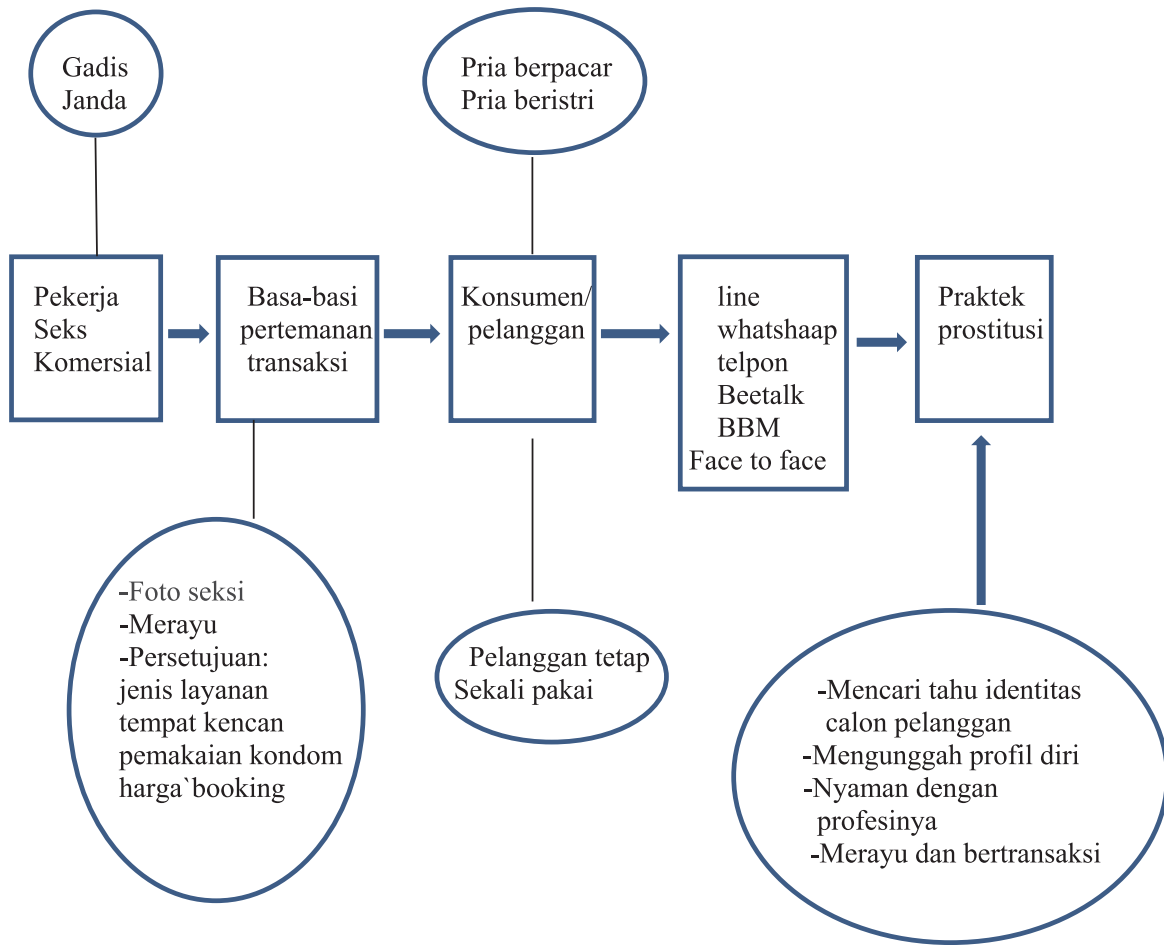 Gadis
Janda
Pria berpacar
Pria beristri
Pekerja
Seks
Komersial
Basa-basi
pertemanan
transaksi
Konsumen/
pelanggan
line
whatshaap
telpon
Beetalk
BBM
Face to face
Praktek
prostitusi
-Foto seksi
-Merayu
-Persetujuan:
jenis layanan
tempat kencan
pemakaian kondom
harga`booking
Pelanggan tetap
Sekali pakai
-Mencari tahu identitas
calon pelanggan
-Mengunggah profil diri
-Nyaman dengan
profesinya
-Merayu dan bertransaksi